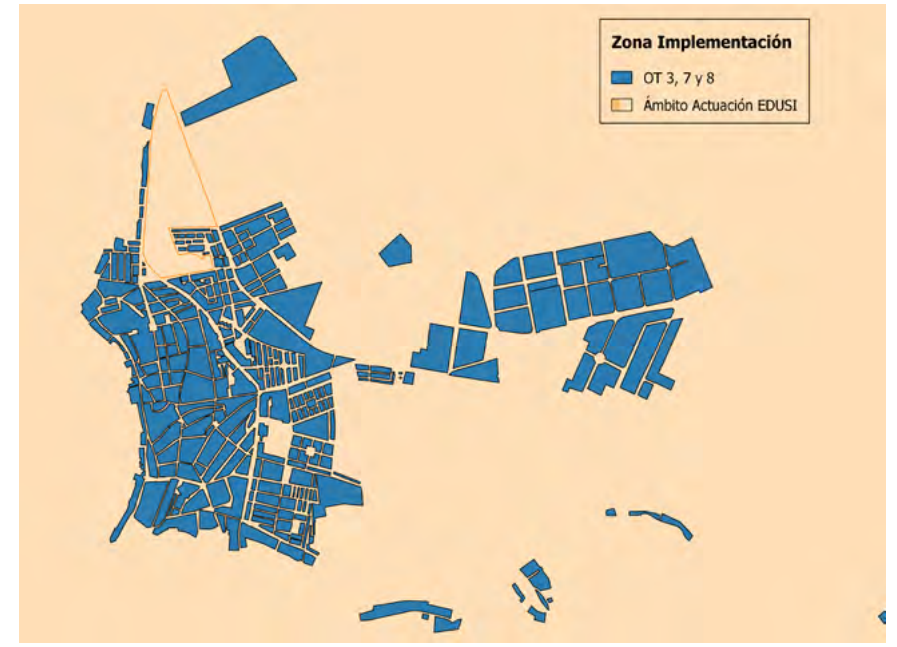 Zona Implementación
OT 3, 7 y 8
Ámbito Actuación EDUSI